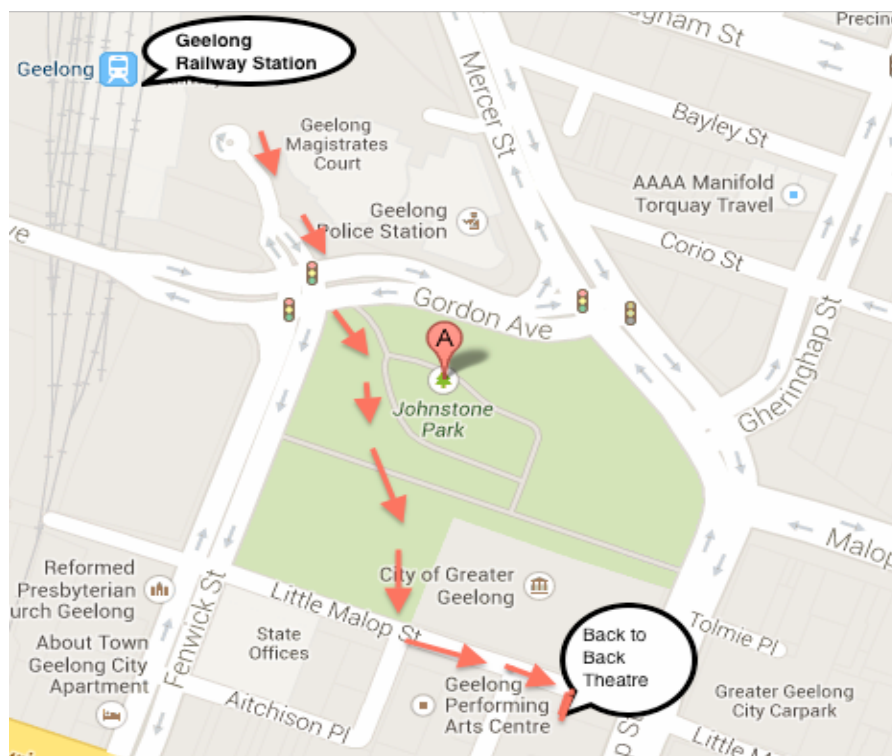 Geelong
Railway Station
Geelong
Geelong
Magistrates
Court
Mercer St
gham St
Precinc
Bayley St
AAAA Manifold
Torquay Travel
Geelong
Police Station
Corio St
ve
Gordon Ave
A
Johnstone
Park
Gheringhap St
Malop
Reformed
Presbyterian
urch Geelong
City of Greater
Geelong
Little Malop St
Fenwick St
State
Offices
About Town
Geelong City
Apartment
Aitchison Pl
Back to
Back
Theatre
Tolmie Pl
Geelong
Performing
Arts Centre
Greater Geelong
City Carpark
p St
Little M